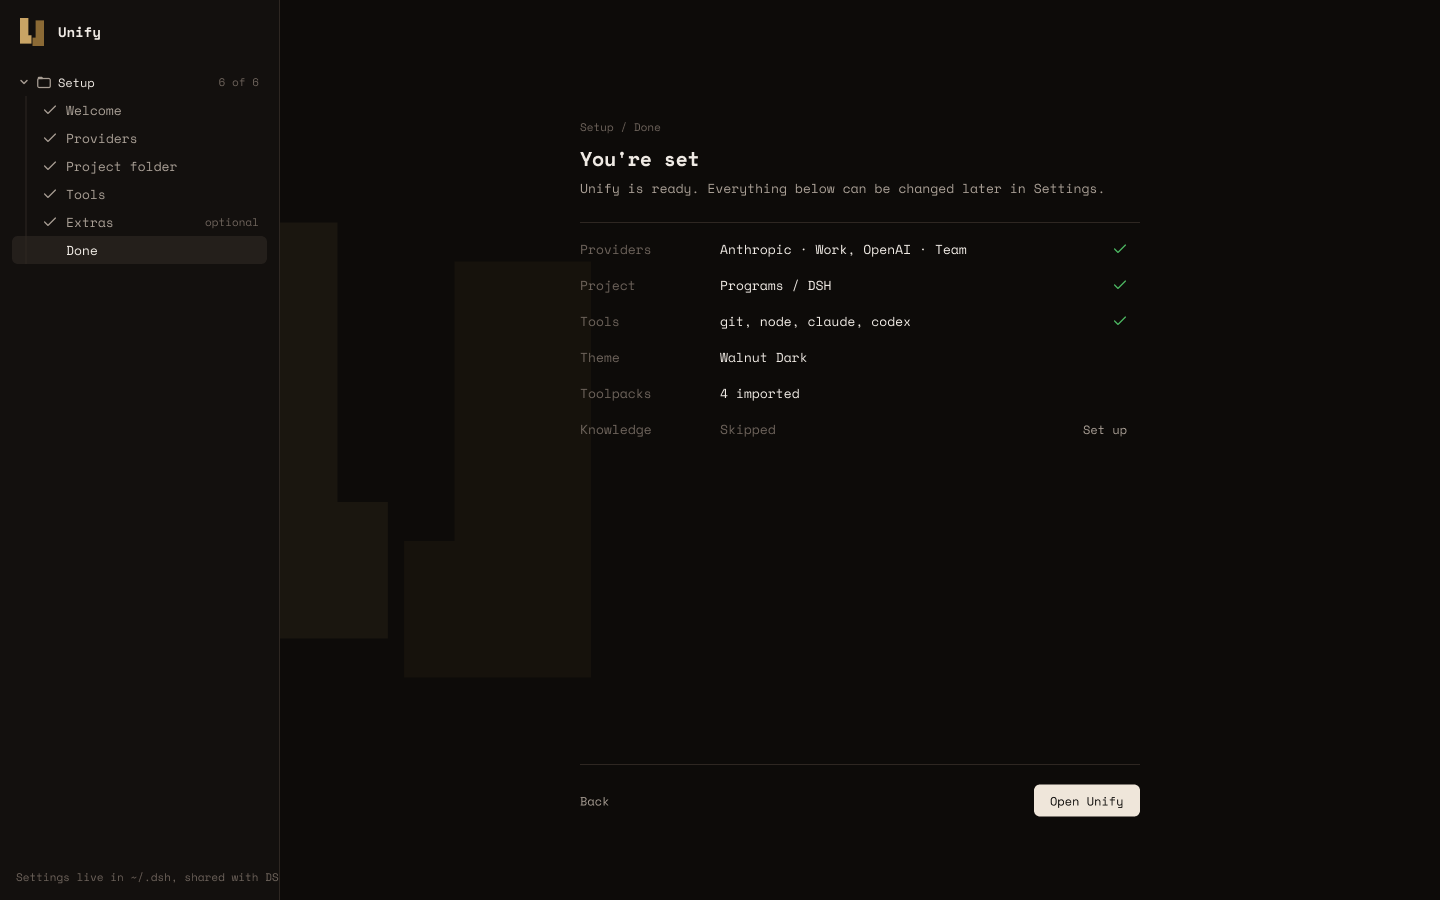 Unify
Setup 6 of 6
Welcome
Providers
Project folder
Tools
Extras optional
Done
Settings live in ~/.dsh, shared with DS
Setup / Done
You're set
Unify is ready. Everything below can be changed later in Settings.
Providers Anthropic · Work, OpenAI · Team
Project Programs / DSH
Tools git, node, claude, codex
Theme Walnut Dark
Toolpacks 4 imported
Knowledge Skipped Set up
Back Open Unify